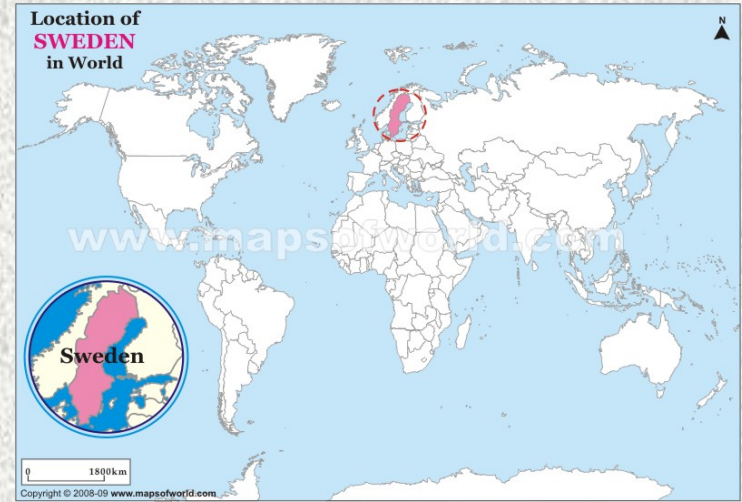 Location of
SWEDEN
in World
N
www.mapsofworld.com
Sweden
0 1800km
Copyright © 2008-09 www.mapsofworld.com